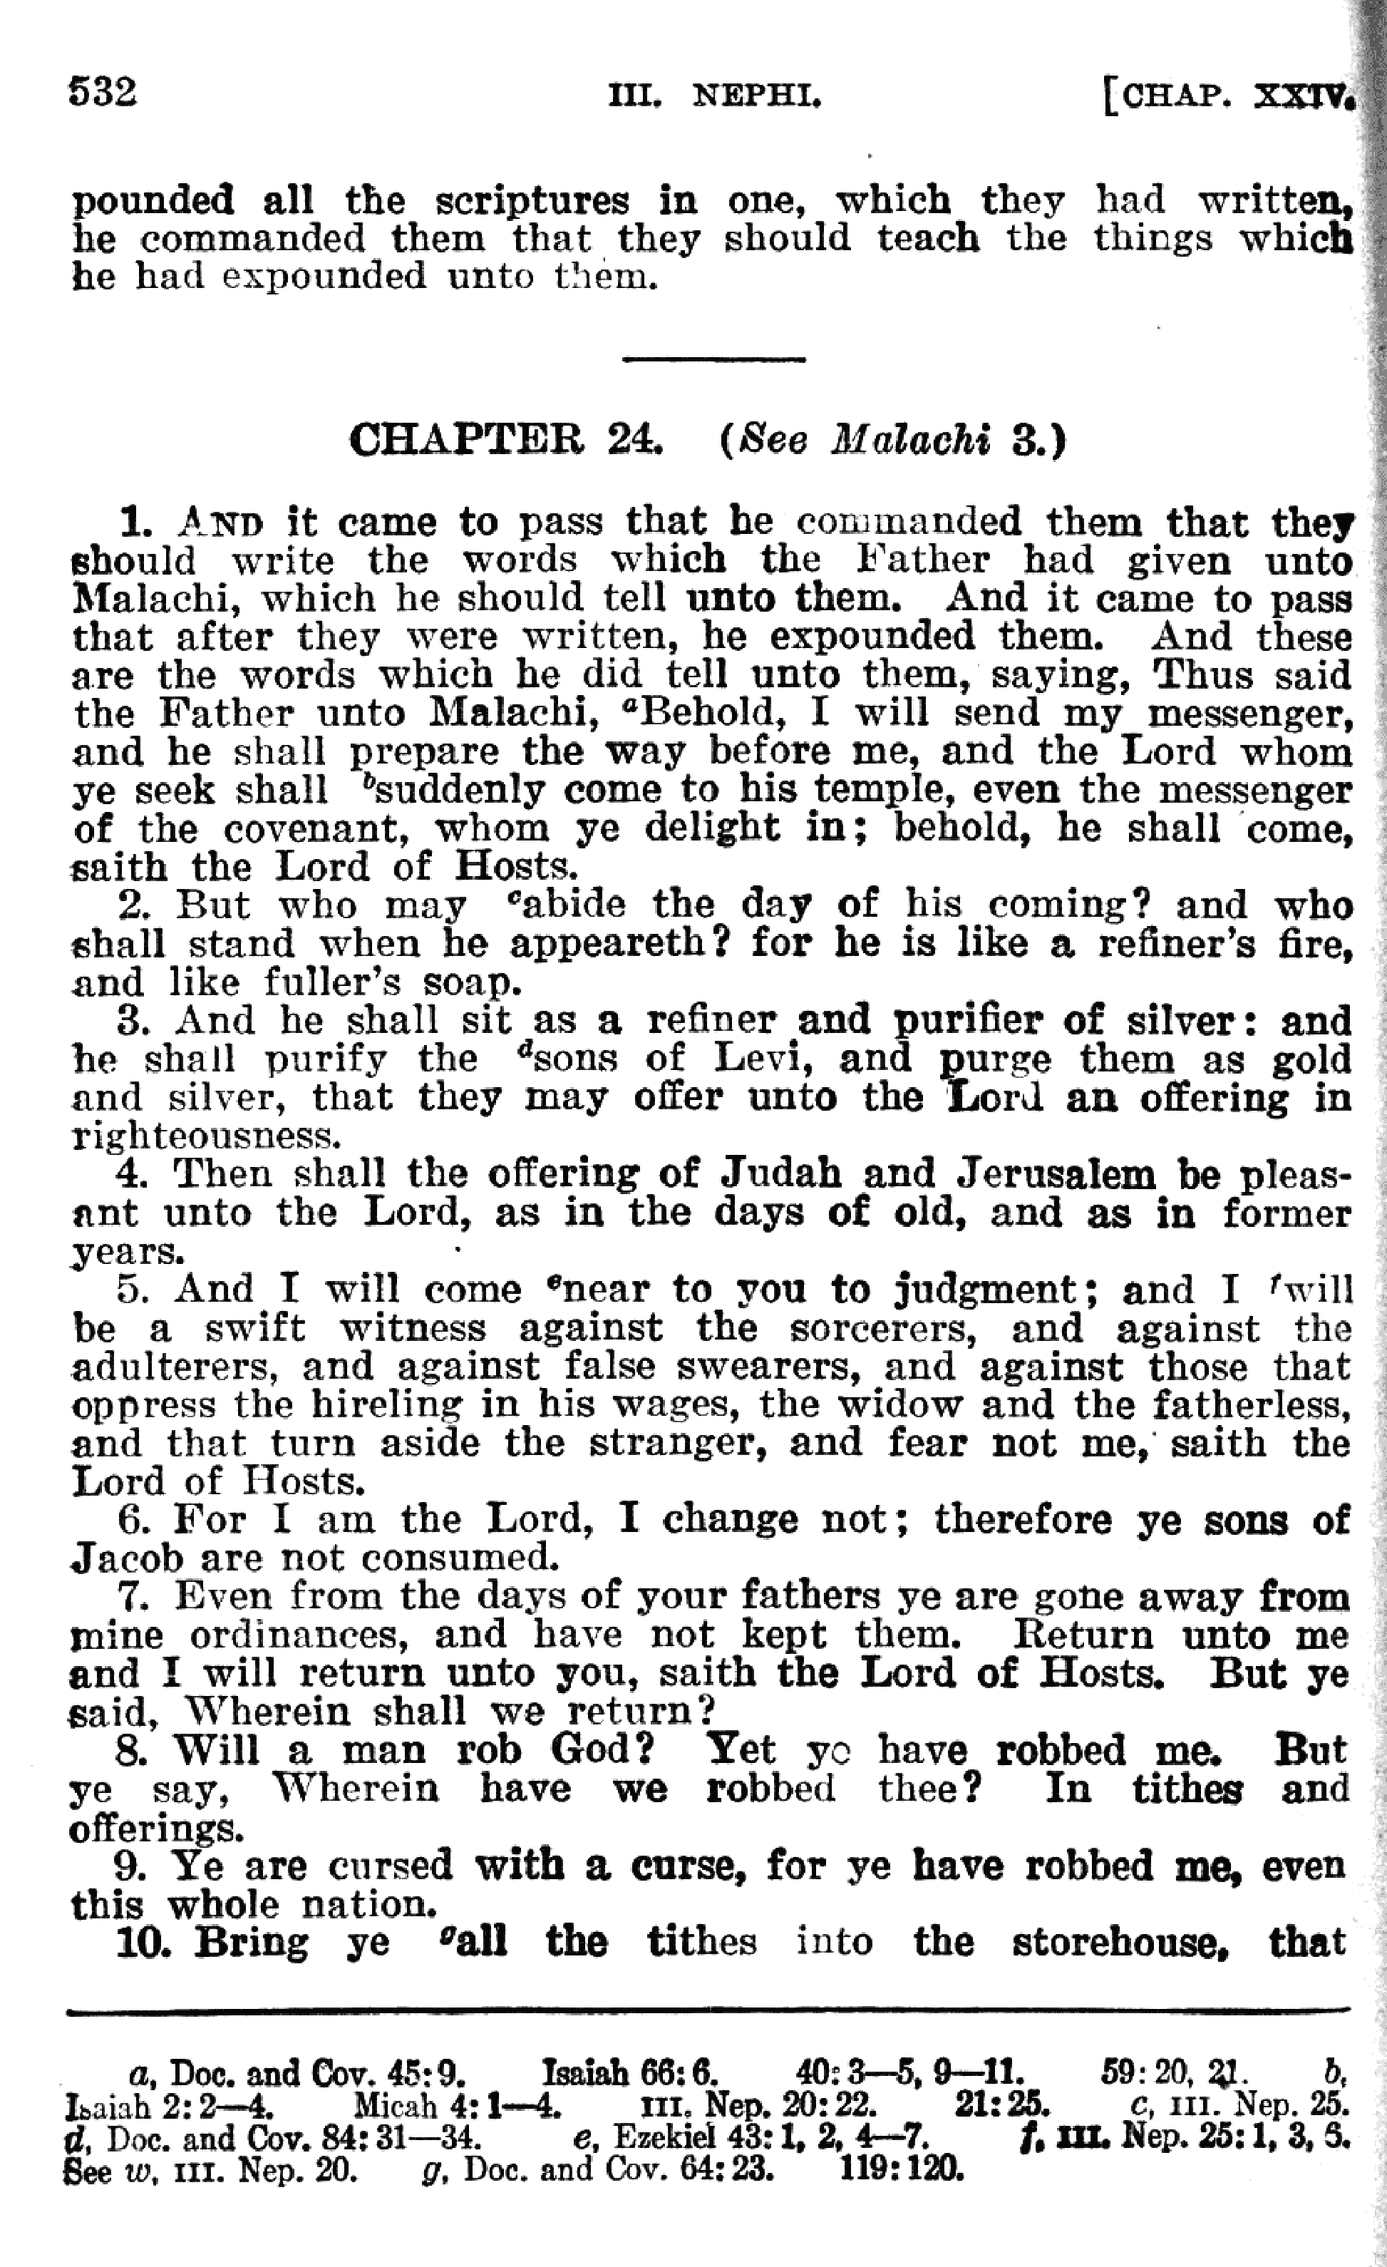 532 III. NEPHI. [CHAP. XXIV.
pounded all the scriptures in one, which they had written,
he commanded them that they should teach the things which
he had expounded unto them.
CHAPTER 24. (See Malachi 3.)
1. AND it came to pass that he commanded them that they
should write the words which the Father had given unto
Malachi, which he should tell unto them. And it came to pass
that after they were written, he expounded them. And these
are the words which he did tell unto them, saying, Thus said
the Father unto Malachi, aBehold, I will send my messenger,
and he shall prepare the way before me, and the Lord whom
ye seek shall bsuddenly come to his temple, even the messenger
of the covenant, whom ye delight in; behold, he shall come,
saith the Lord of Hosts.
2. But who may cabide the day of his coming? and who
shall stand when he appeareth? for he is like a refiner's fire,
and like fuller's soap.
3. And he shall sit as a refiner and purifier of silver: and
he shall purify the dsons of Levi, and purge them as gold
and silver, that they may offer unto the Lord an offering in
righteousness.
4. Then shall the offering of Judah and Jerusalem be pleas-
ant unto the Lord, as in the days of old, and as in former
years.
5. And I will come enear to you to judgment; and I fwill
be a swift witness against the sorcerers, and against the
adulterers, and against false swearers, and against those that
oppress the hireling in his wages, the widow and the fatherless,
and that turn aside the stranger, and fear not me, saith the
Lord of Hosts.
6. For I am the Lord, I change not; therefore ye sons of
Jacob are not consumed.
7. Even from the days of your fathers ye are gone away from
mine ordinances, and have not kept them. Return unto me
and I will return unto you, saith the Lord of Hosts. But ye
said, Wherein shall we return?
8. Will a man rob God? Yet ye have robbed me. But
ye say, Wherein have we robbed thee? In tithes and
offerings.
9. Ye are cursed with a curse, for ye have robbed me, even
this whole nation.
10. Bring ye gall the tithes into the storehouse, that
a, Doc. and Cov. 45:9. Isaiah 66:6. 40:3—5, 9—11. 59:20, 21. b,
Isaiah 2:2—4. Micah 4:1—4. III. Nep. 20:22. 21:25. c, III. Nep. 25.
d, Doc. and Cov. 84:31—34. e, Ezekiel 43:1, 2, 4—7. f, III. Nep. 25:1, 3, 5.
See w, III. Nep. 20. g, Doc. and Cov. 64:23. 119:120.